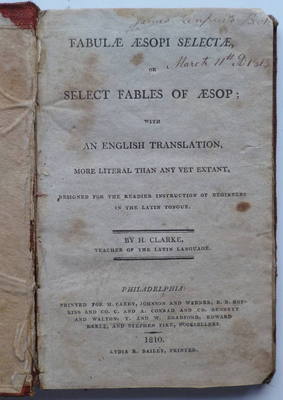 James
March 11th
1813
FABULÆ ÆSOPI SELECTÆ,
OR
SELECT FABLES OF ÆSOP;
WITH
AN ENGLISH TRANSLATION,
MORE LITERAL THAN ANY YET EXTANT,
DESIGNED FOR THE READIER INSTRUCTION OF BEGINNERS
IN THE LATIN TONGUE.
BY H. CLARKE,
TEACHER OF THE LATIN LANGUAGE.
PHILADELPHIA:
PRINTED FOR M. CAREY, JOHNSON AND WARNER, B. B. HOP-
KINS AND CO. C. AND A. CONRAD AND CO. BENNETT
AND WALTON, T. AND W. BRADFORD, EDWARD
EARLE, AND STEPHEN PIKE, BOOKSELLERS.
1810.
LYDIA R. BAILEY, PRINTER.